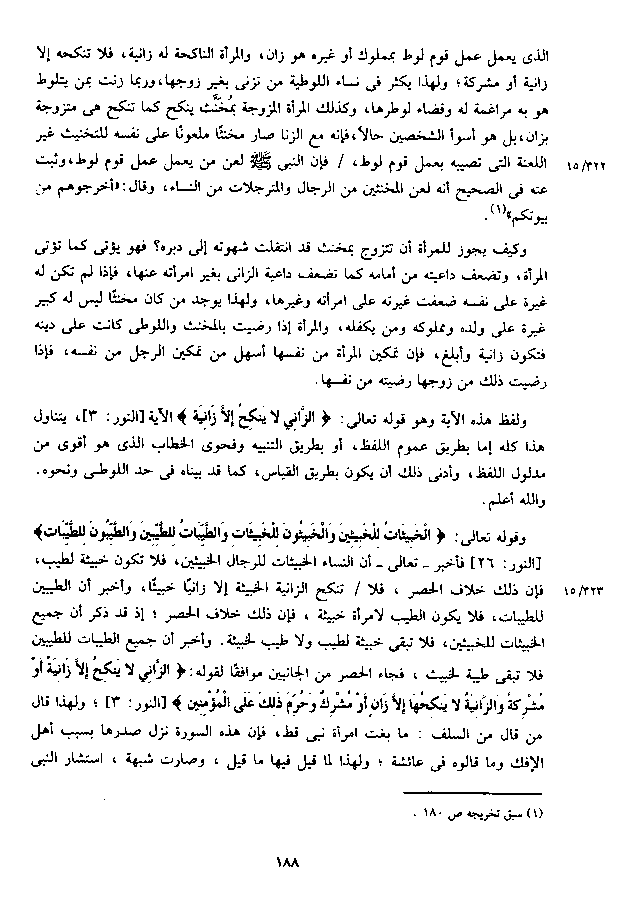 الذى يعمل عمل قوم لوط بمملوك أو غيره هو زان، والمرأة الناكحة له زانية، فلا تنكحه إلا
زانية أو مشركة؛ ولهذا يكثر فى نساء اللوطية من تزنى بغير زوجها، وربما زنت بمن يتلوط
هو به مراغمة له وقضاء لوطرها، وكذلك المرأة المزوجة بمُخَنَّث ينكح كما تنكح هى متزوجة
بزان، بل هو أسوأ الشخصين حالاً، فإنه مع الزنا صار مخنثًا ملعونًا على نفسه للتخنيث غير
اللعنة التى تصيبه بعمل قوم لوط، / فإن النبى ﷺ لعن من يعمل عمل قوم لوط، وثبت
١٥/٣٢٢
عنه فى الصحيح أنه لعن المخنثين من الرجال والمترجلات من النساء، وقال: «أخرجوهم من
بيوتكم»(١).
وكيف يجوز للمرأة أن تتزوج بمخنث قد انتقلت شهوته إلى دبره؟ فهو يؤتى كما تؤتى
المرأة، وتضعف داعيته من أمامه كما تضعف داعية الزانى بغير امرأته عنها، فإذا لم تكن له
غيرة على نفسه ضعفت غيرته على امرأته وغيرها، ولهذا يوجد من كان مخنثًا ليس له كبير
غيرة على ولده ومملوكه ومن يكفله، والمرأة إذا رضيت بالمخنث واللوطى كانت على دينه
فتكون زانية وأبلغ، فإن تمكين المرأة من نفسها أسهل من تمكين الرجل من نفسه، فإذا
رضيت ذلك من زوجها رضيته من نفسها.
ولفظ هذه الآية وهو قوله تعالى: ﴿ الزَّانِي لا يَنكِحُ إِلاَّ زَانِيَة ﴾ الآية [النور: ٣]، يتناول
هذا كله إما بطريق عموم اللفظ، أو بطريق التنبيه وفحوى الخطاب الذى هو أقوى من
مدلول اللفظ، وأدنى ذلك أن يكون بطريق القياس، كما قد بيناه فى حد اللوطى ونحوه.
والله أعلم.
وقوله تعالى: ﴿ الْخَبِيثَاتُ لِلْخَبِيثِينَ وَالْخَبِيثُونَ لِلْخَبِيثَاتِ وَالطَّيِّبَاتُ لِلطَّيِّبِينَ وَالطَّيِّبُونَ لِلطَّيِّبَاتِ﴾
[النور: ٢٦] فأخبر ـ تعالى ـ أن النساء الخبيثات للرجال الخبيثين، فلا تكون خبيثة لطيب،
فإن ذلك خلاف الحصر ، فلا / تنكح الزانية الخبيثة إلا زانيًا خبيثًا، وأخبر أن الطيبين
١٥/٣٢٣
للطيبات، فلا يكون الطيب لامرأة خبيثة ، فإن ذلك خلاف الحصر ؛ إذ قد ذكر أن جميع
الخبيثات للخبيثين، فلا تبقى خبيثة لطيب ولا طيب لخبيثة. وأخبر أن جميع الطيبات للطيبين
فلا تبقى طيبة لخبيث ، فجاء الحصر من الجانبين موافقًا لقوله: ﴿ الزَّانِي لا يَنكِحُ إِلاَّ زَانِيَةً أَوْ
مُشْرِكَةً وَالزَّانِيَةُ لا يَنكِحُهَا إِلاَّ زَانٍ أَوْ مُشْرِكٌ وَحُرِّمَ ذَلِكَ عَلَى الْمُؤْمِنِينَ ﴾ [النور: ٣] ؛ ولهذا قال
من قال من السلف : ما بغت امرأة نبى قط، فإن هذه السورة نزل صدرها بسبب أهل
الإفك وما قالوه فى عائشة ؛ ولهذا لما قيل فيها ما قيل ، وصارت شبهة ، استشار النبى
(١) سبق تخريجه ص ١٨٠ .
١٨٨